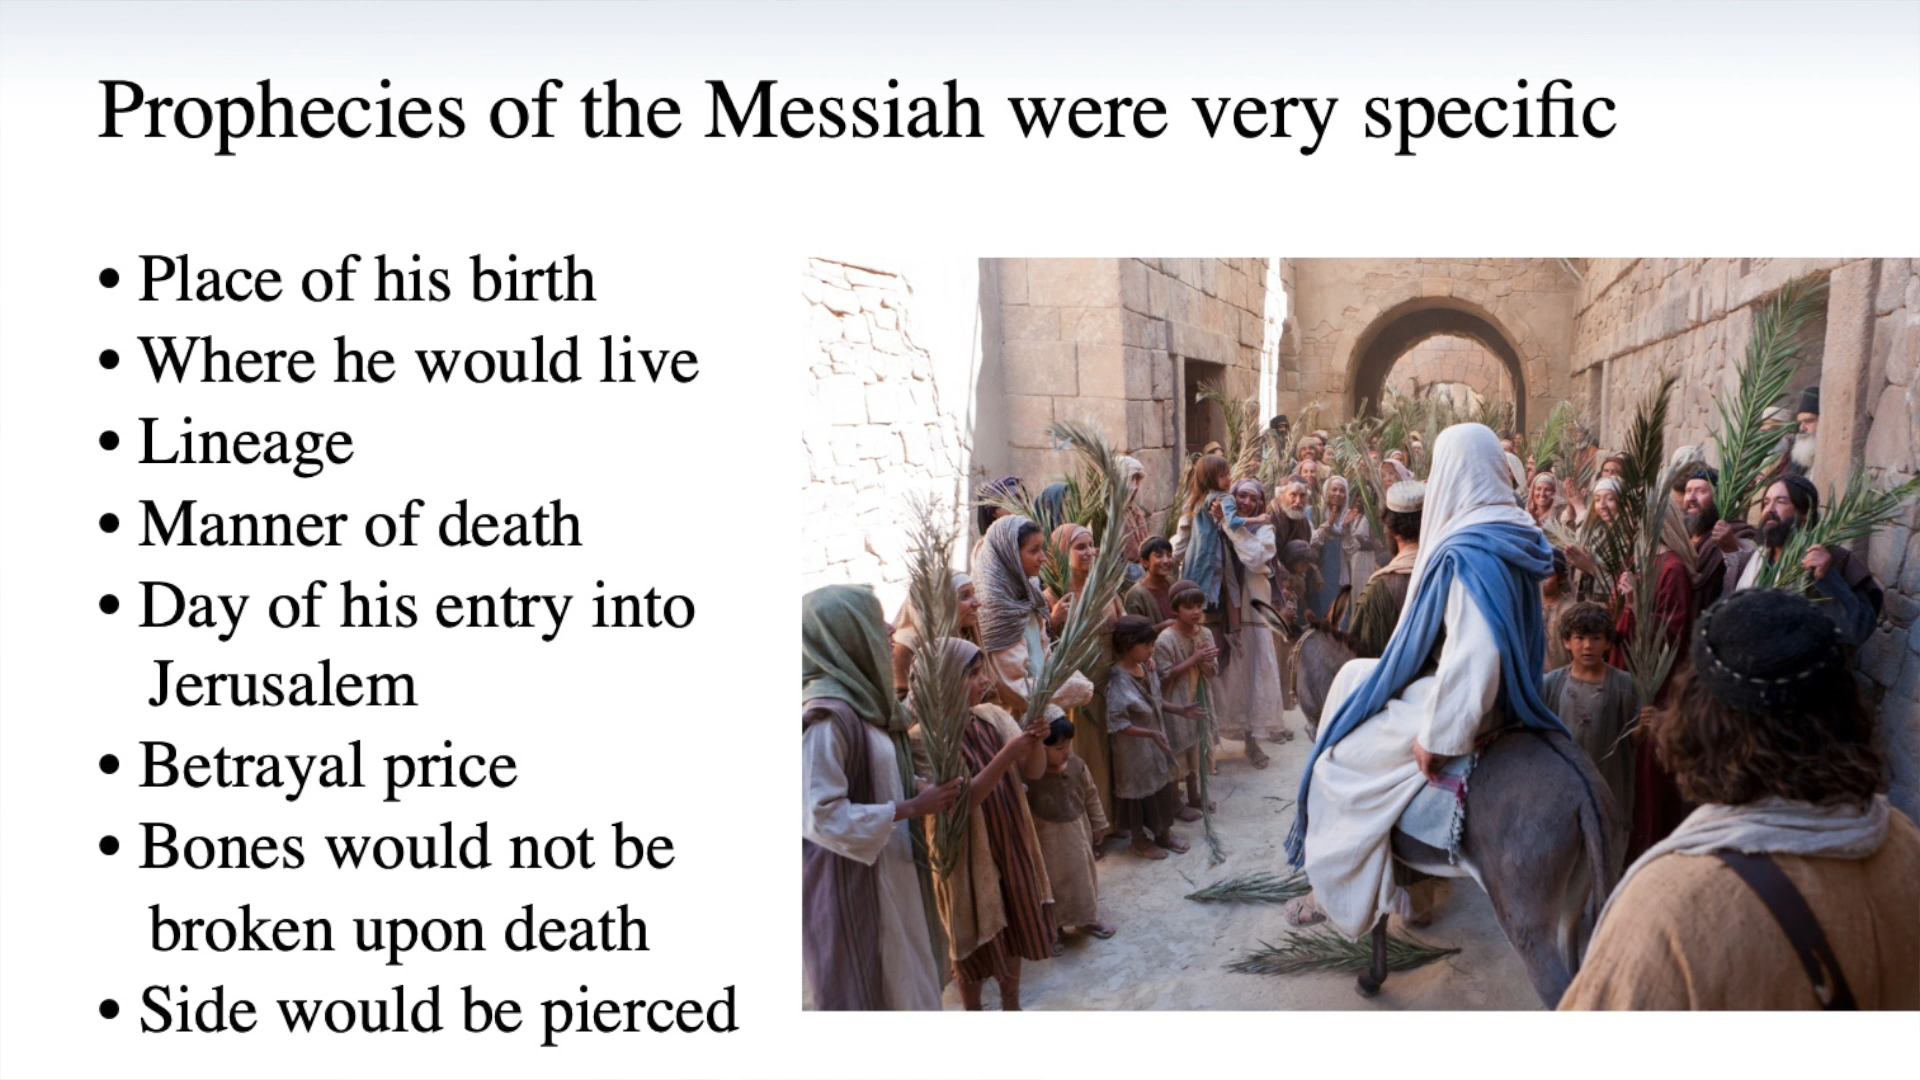 Prophecies of the Messiah were very specific
• Place of his birth
• Where he would live
• Lineage
• Manner of death
• Day of his entry into
Jerusalem
• Betrayal price
• Bones would not be
broken upon death
• Side would be pierced